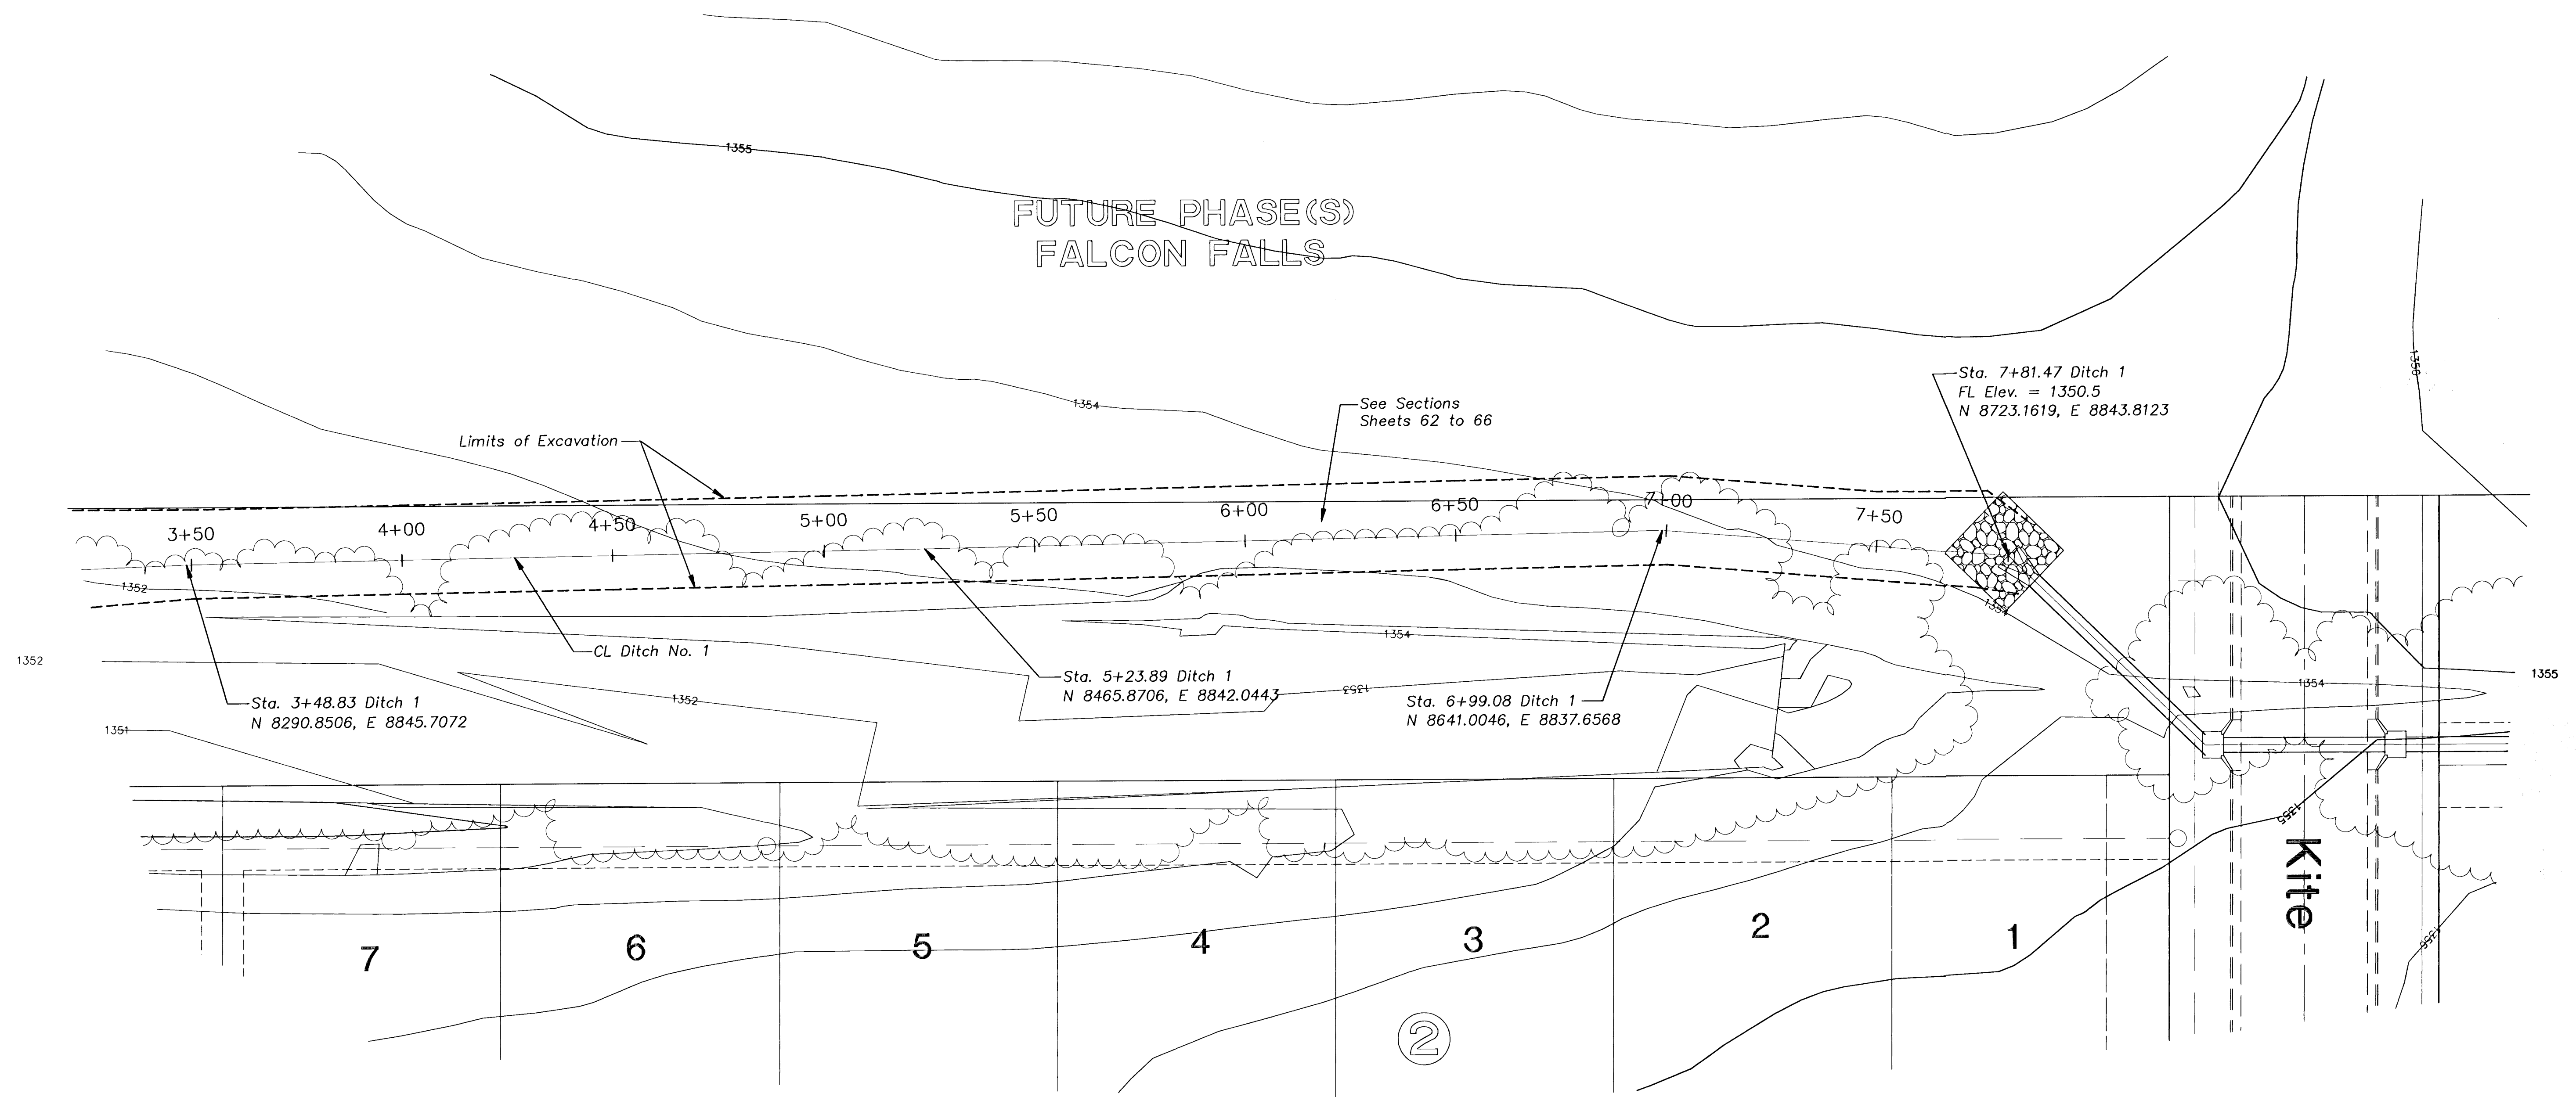 1355
FUTURE PHASE(S)
FALCON FALLS
1356
Sta. 7+81.47 Ditch 1
FL Elev. = 1350.5
N 8723.1619, E 8843.8123
1354
See Sections
Sheets 62 to 66
Limits of Excavation
3+50
4+00
4+50
5+00
5+50
6+00
6+50
7+00
7+50
1352
1354
CL Ditch No. 1
1352
Sta. 3+48.83 Ditch 1
N 8290.8506, E 8845.7072
1352
Sta. 5+23.89 Ditch 1
N 8465.8706, E 8842.0443
1353
Sta. 6+99.08 Ditch 1
N 8641.0046, E 8837.6568
1354
1355
1351
1355
Kite
1356
7
6
5
4
3
2
1
2